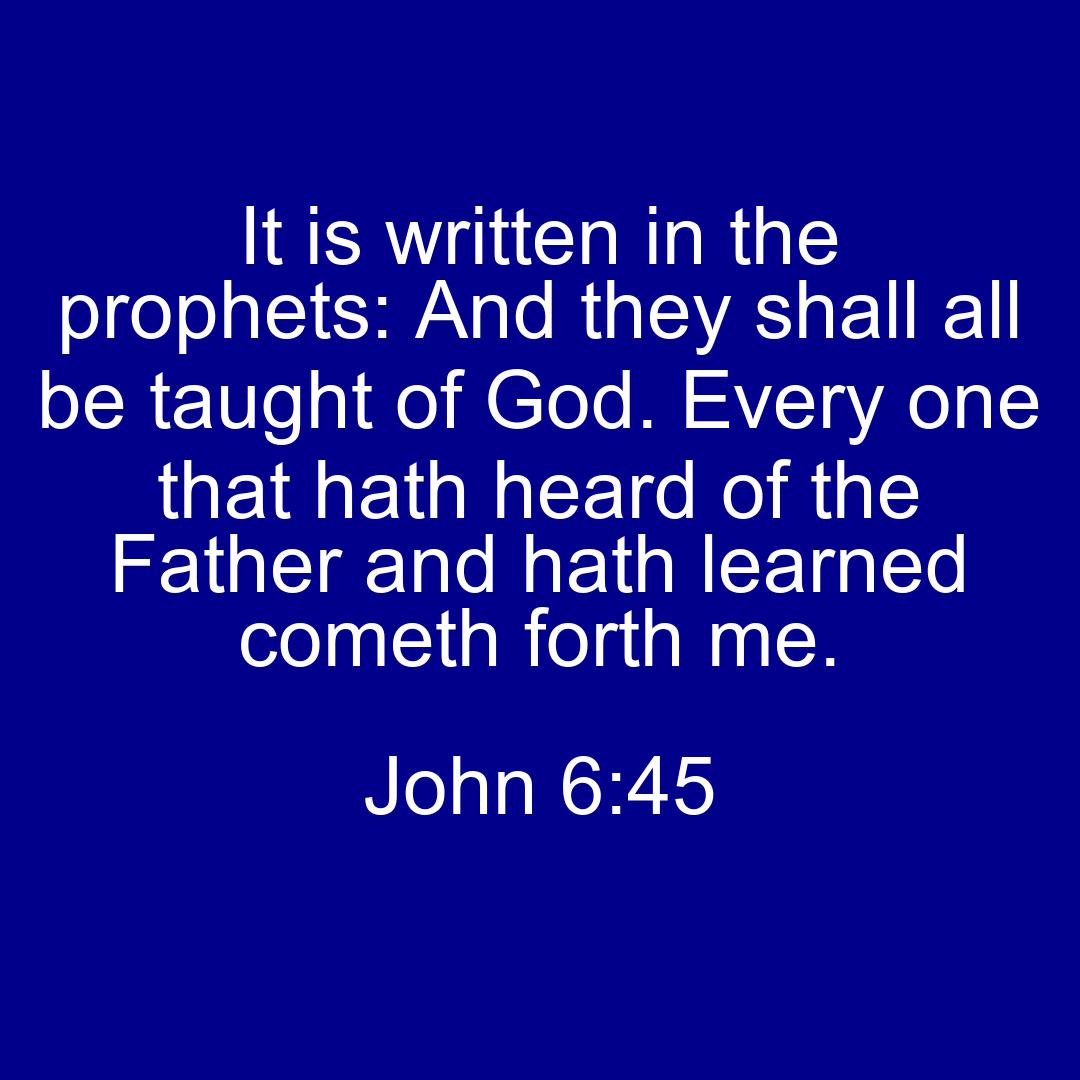 It is written in the
prophets: And they shall all
be taught of God. Every one
that hath heard of the
Father and hath learned
cometh forth me.
John 6:45